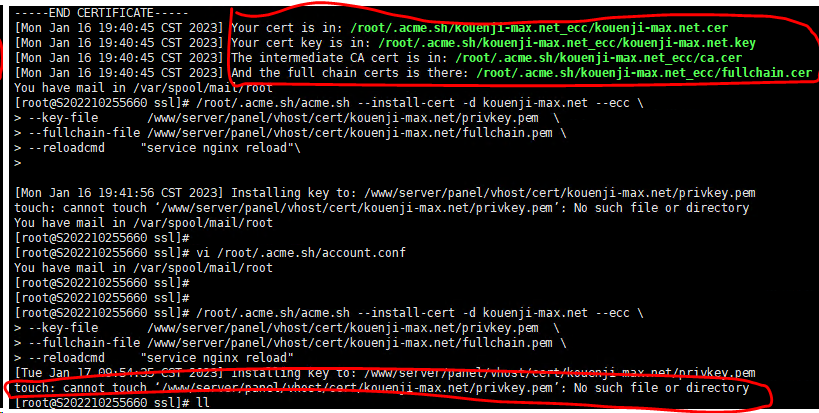 -----END CERTIFICATE-----
[Mon Jan 16 19:40:45 CST 2023] Your cert is in: /root/.acme.sh/kouenji-max.net_ecc/kouenji-max.net.cer
[Mon Jan 16 19:40:45 CST 2023] Your cert key is in: /root/.acme.sh/kouenji-max.net_ecc/kouenji-max.net.key
[Mon Jan 16 19:40:45 CST 2023] The intermediate CA cert is in: /root/.acme.sh/kouenji-max.net_ecc/ca.cer
[Mon Jan 16 19:40:45 CST 2023] And the full chain certs is there: /root/.acme.sh/kouenji-max.net_ecc/fullchain.cer
You have mail in /var/spool/mail/root
[root@S202210255660 ssl]# /root/.acme.sh/acme.sh --install-cert -d kouenji-max.net --ecc \
> --key-file       /www/server/panel/vhost/cert/kouenji-max.net/privkey.pem  \
> --fullchain-file /www/server/panel/vhost/cert/kouenji-max.net/fullchain.pem \
> --reloadcmd     "service nginx reload"\
>
[Mon Jan 16 19:41:56 CST 2023] Installing key to: /www/server/panel/vhost/cert/kouenji-max.net/privkey.pem
touch: cannot touch ‘/www/server/panel/vhost/cert/kouenji-max.net/privkey.pem’: No such file or directory
You have mail in /var/spool/mail/root
[root@S202210255660 ssl]#
[root@S202210255660 ssl]# vi /root/.acme.sh/account.conf
You have mail in /var/spool/mail/root
[root@S202210255660 ssl]#
[root@S202210255660 ssl]#
[root@S202210255660 ssl]# /root/.acme.sh/acme.sh --install-cert -d kouenji-max.net --ecc \
> --key-file       /www/server/panel/vhost/cert/kouenji-max.net/privkey.pem  \
> --fullchain-file /www/server/panel/vhost/cert/kouenji-max.net/fullchain.pem \
> --reloadcmd     "service nginx reload"
[Tue Jan 17 09:54:35 CST 2023] Installing key to: /www/server/panel/vhost/cert/kouenji-max.net/privkey.pem
touch: cannot touch ‘/www/server/panel/vhost/cert/kouenji-max.net/privkey.pem’: No such file or directory
[root@S202210255660 ssl]# ll